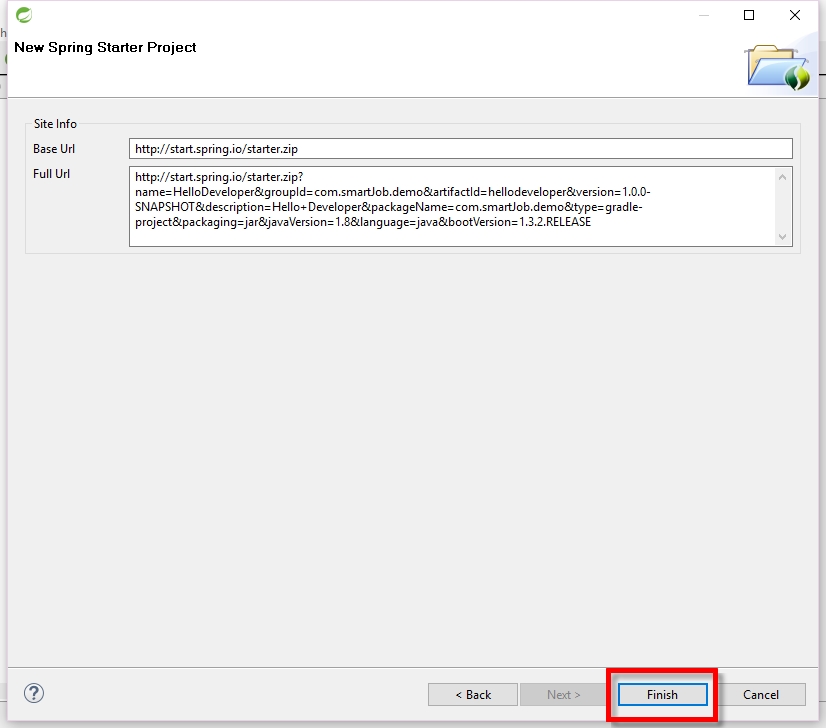 h
New Spring Starter Project
Site Info
Base Url
http://start.spring.io/starter.zip
Full Url
http://start.spring.io/starter.zip?
name=HelloDeveloper&groupId=com.smartJob.demo&artifactId=hellodeveloper&version=1.0.0-
SNAPSHOT&description=Hello+Developer&packageName=com.smartJob.demo&type=gradle-
project&packaging=jar&javaVersion=1.8&language=java&bootVersion=1.3.2.RELEASE
?
< Back
Next >
Finish
Cancel